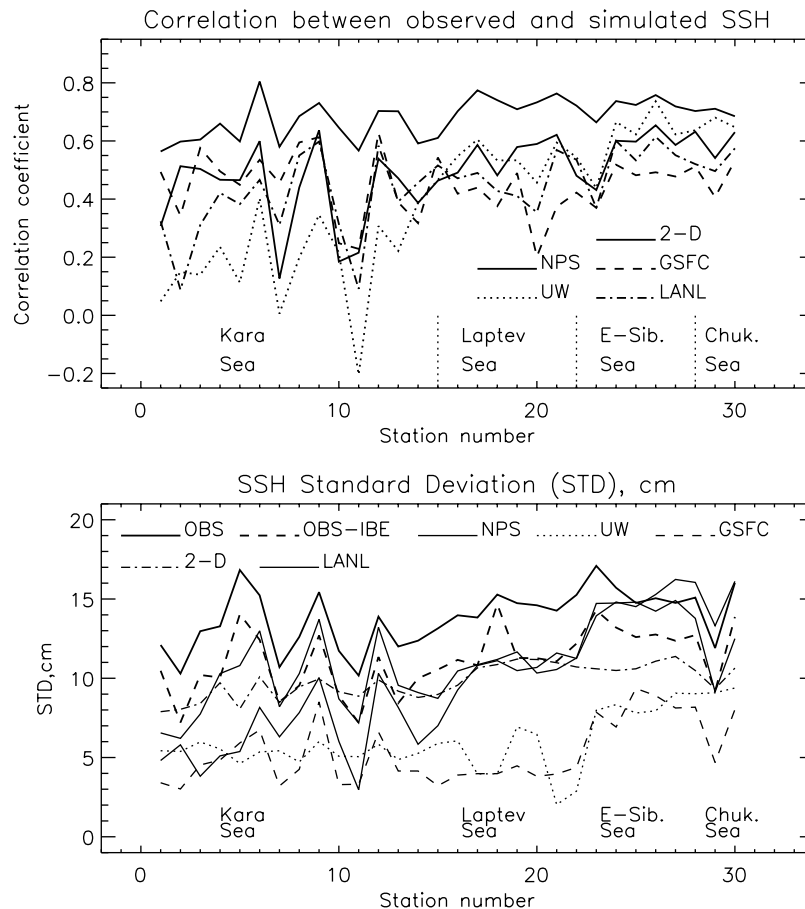 Correlation between observed and simulated SSH
Correlation coefficient
0.8
0.6
0.4
0.2
0.0
−0.2
2−D
NPS
GSFC
UW
LANL
Kara Sea
Laptev Sea
E−Sib. Sea
Chuk. Sea
0
10
20
30
Station number
SSH Standard Deviation (STD), cm
STD,cm
20
15
10
5
0
OBS
OBS−IBE
NPS
UW
GSFC
2−D
LANL
Kara Sea
Laptev Sea
E−Sib. Sea
Chuk. Sea
0
10
20
30
Station number